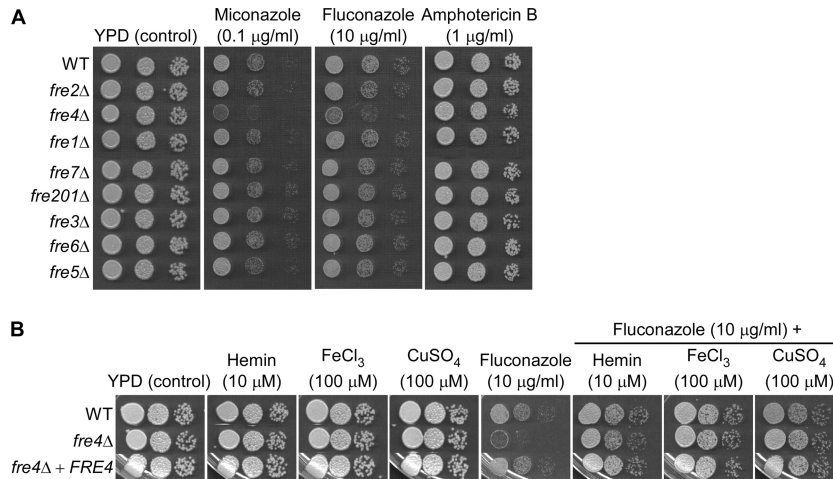 A
Miconazole Fluconazole Amphotericin B
YPD (control) (0.1 μg/ml) (10 μg/ml) (1 μg/ml)
WT
fre2Δ
fre4Δ
fre1Δ
fre7Δ
fre201Δ
fre3Δ
fre6Δ
fre5Δ
B
Fluconazole (10 μg/ml) +
Hemin FeCl3 CuSO4 Fluconazole Hemin FeCl3 CuSO4
YPD (control) (10 μM) (100 μM) (100 μM) (10 μg/ml) (10 μM) (100 μM) (100 μM)
WT
fre4Δ
fre4Δ + FRE4